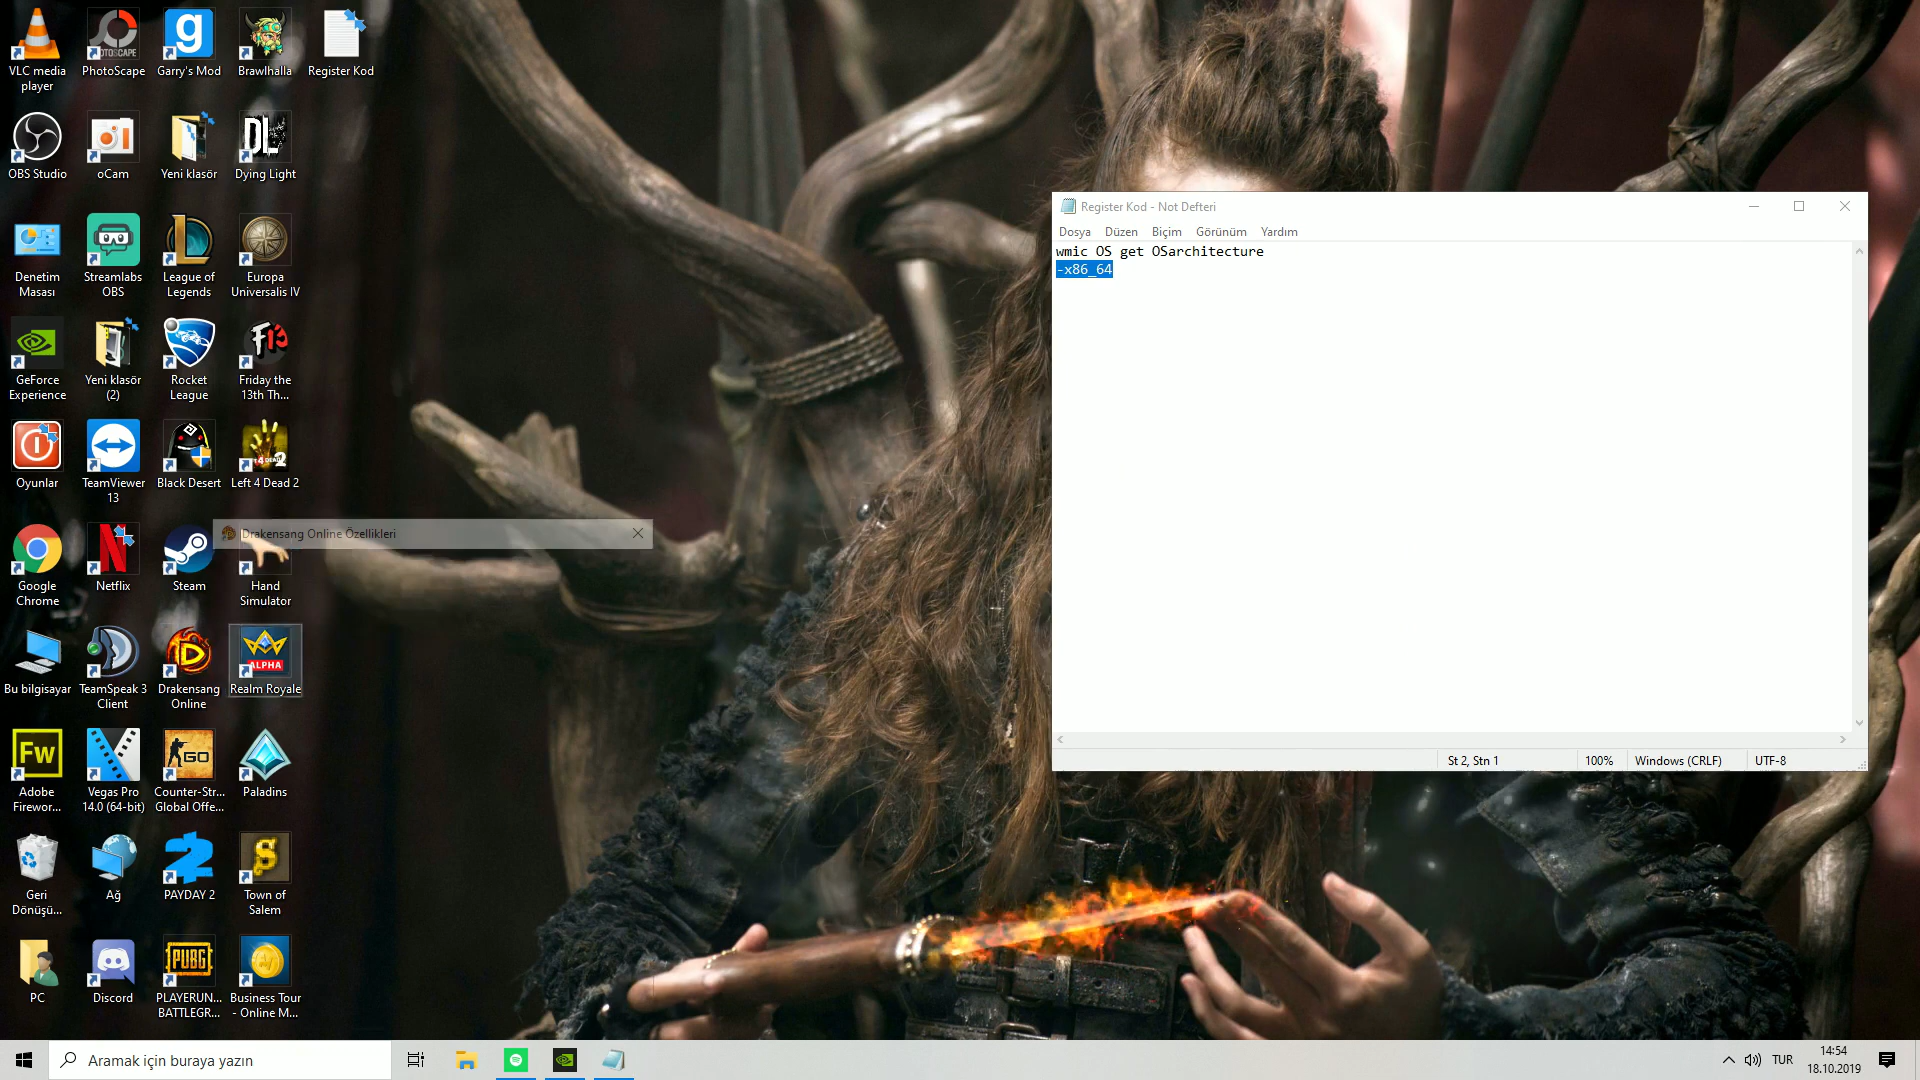 VLC media
player
PhotoScape
Garry's Mod
Brawlhalla
Register Kod
OBS Studio
oCam
Yeni klasör
Dying Light
Denetim
Masası
Streamlabs
OBS
League of
Legends
Europa
Universalis IV
GeForce
Experience
Yeni klasör
(2)
Rocket
League
Friday the
13th Th...
Oyunlar
TeamViewer
13
Black Desert
Left 4 Dead 2
Google
Chrome
Netflix
Steam
Hand
Simulator
Drakensang Online Özellikleri
Bu bilgisayar
TeamSpeak 3
Client
Drakensang
Online
ALPHA
Realm Royale
Fw
Adobe
Firewor...
Vegas Pro
14.0 (64-bit)
GO
Counter-Str...
Global Offe...
Paladins
Geri
Dönüşü...
Ağ
PAYDAY 2
Town of
Salem
PC
Discord
PUBG
PLAYERUN...
BATTLEGR...
Business Tour
- Online M...
Register Kod - Not Defteri
Dosya Düzen Biçim Görünüm Yardım
wmic OS get OSarchitecture
-x86_64
St 2, Stn 1 100% Windows (CRLF) UTF-8
Aramak için buraya yazın
TUR
14:54
18.10.2019